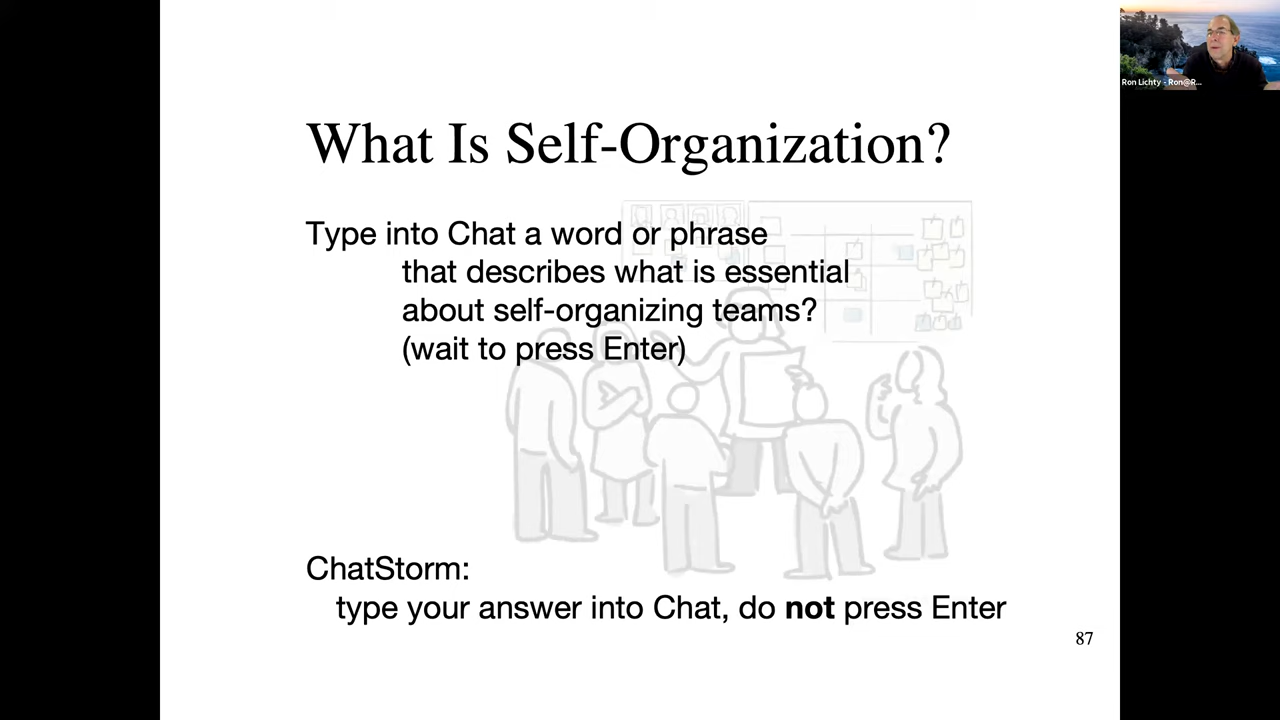 Ron Lichty - Ron@R...
What Is Self-Organization?
Type into Chat a word or phrase
that describes what is essential
about self-organizing teams?
(wait to press Enter)
ChatStorm:
type your answer into Chat, do not press Enter
87